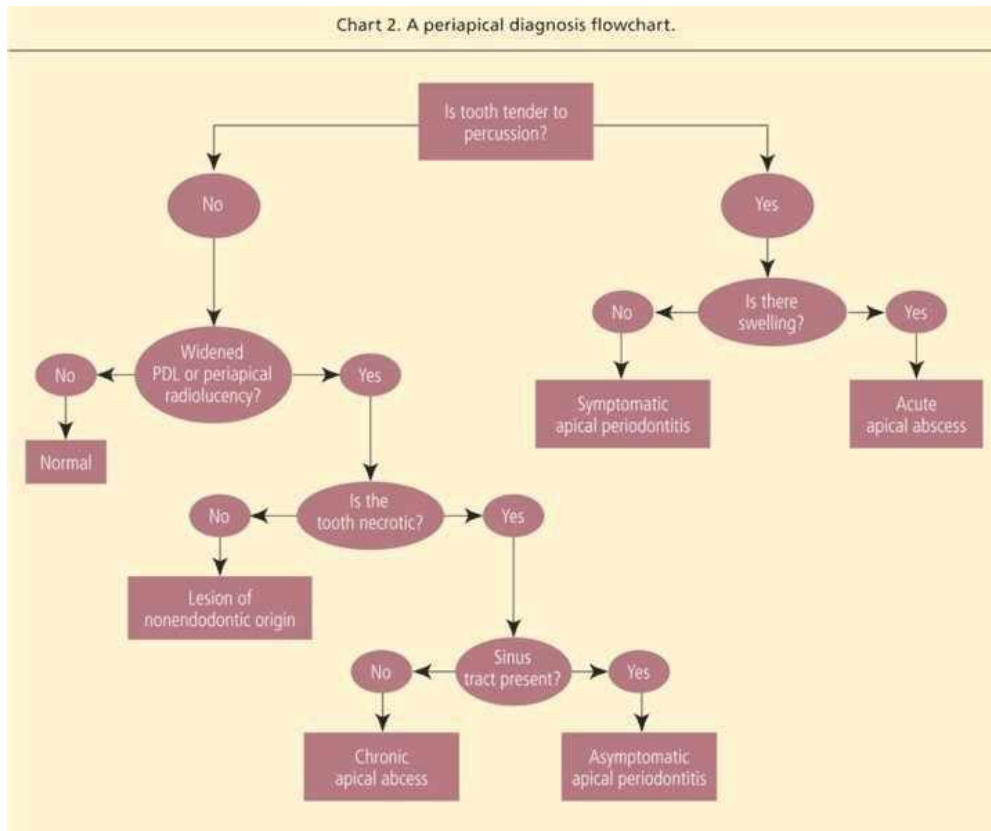 Chart 2. A periapical diagnosis flowchart.
Is tooth tender to
percussion?
No
Yes
Is there
swelling?
No
Yes
Widened
PDL or periapical
radiolucency?
No
Yes
Symptomatic
apical periodontitis
Acute
apical abscess
Normal
Is the
tooth necrotic?
No
Yes
Lesion of
nonendodontic origin
Sinus
tract present?
No
Yes
Chronic
apical abcess
Asymptomatic
apical periodontitis